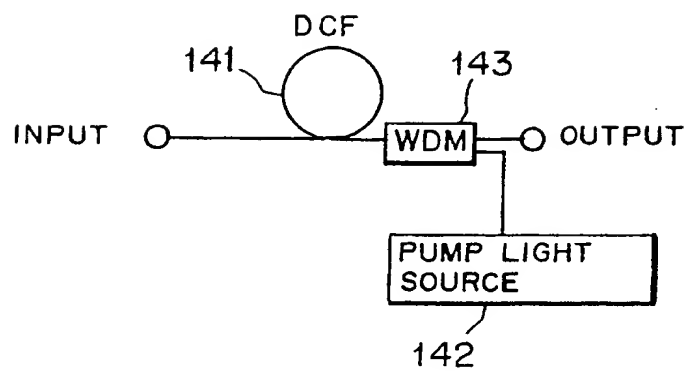 DCF
141
143
INPUT
WDM
OUTPUT
PUMP LIGHT
SOURCE
142